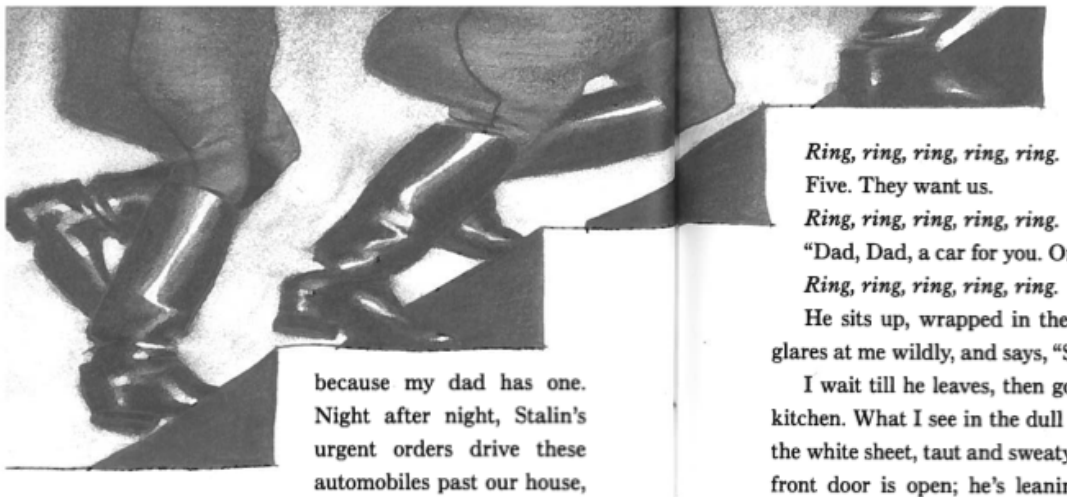 because my dad has one.
Night after night, Stalin's
urgent orders drive these
automobiles past our house,
Ring, ring, ring, ring, ring.
Five. They want us.
Ring, ring, ring, ring, ring.
"Dad, Dad, a car for you.
Ring, ring, ring, ring, ring.
He sits up, wrapped in the
glares at me wildly, and says,
I wait till he leaves, then
kitchen. What I see in the dull
the white sheet, taut and sweaty
front door is open; he's